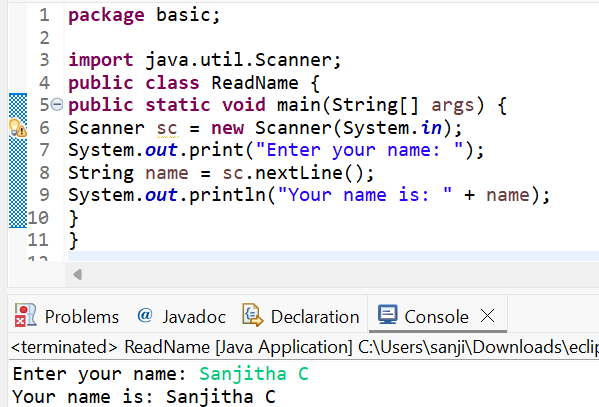 1 package basic;
2
3 import java.util.Scanner;
4 public class ReadName {
5 public static void main(String[] args) {
6 Scanner sc = new Scanner(System.in);
7 System.out.print("Enter your name: ");
8 String name = sc.nextLine();
9 System.out.println("Your name is: " + name);
10 }
11 }
12
Problems @ Javadoc Declaration Console
<terminated> ReadName [Java Application] C:\Users\sanji\Downloads\eclip
Enter your name: Sanjitha C
Your name is: Sanjitha C